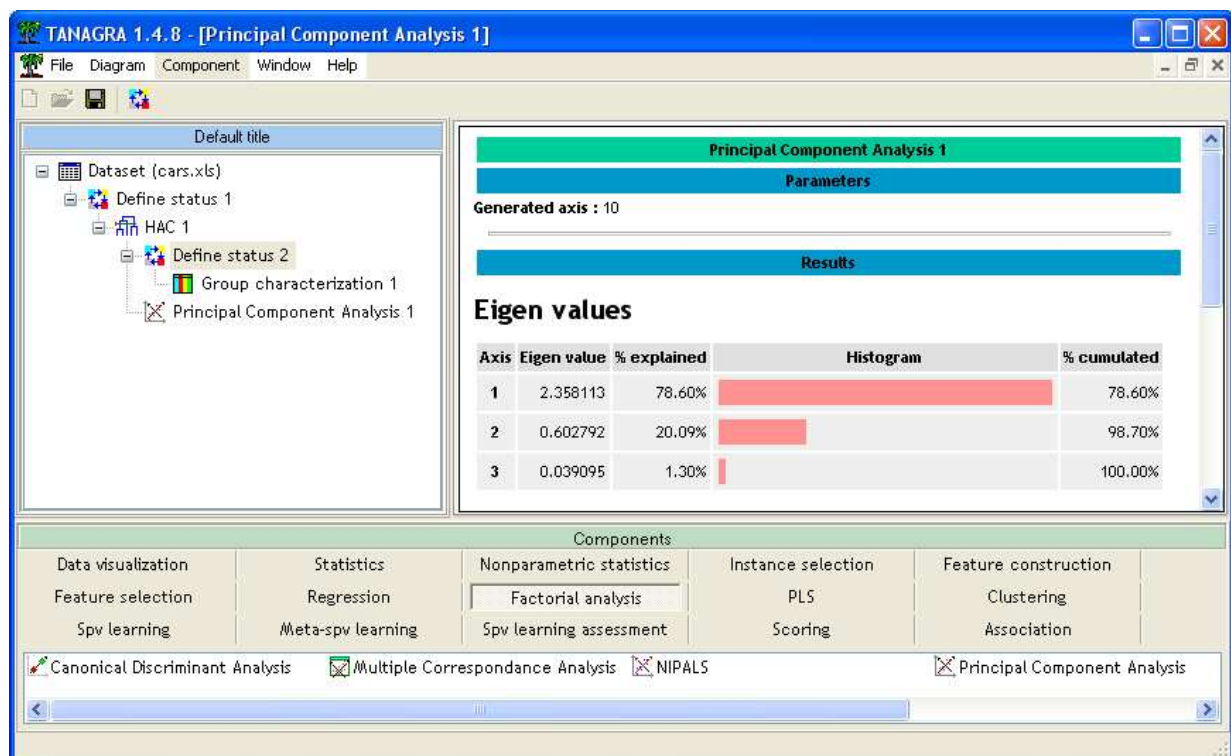 TANAGRA 1.4.8 - [Principal Component Analysis 1]
File Diagram Component Window Help
Default title
Dataset (cars.xls)
Define status 1
HAC 1
Define status 2
Group characterization 1
Principal Component Analysis 1
Principal Component Analysis 1
Parameters
Generated axis : 10
Results
Eigen values
Axis Eigen value % explained Histogram % cumulated
1 2.358113 78.60% 78.60%
2 0.602792 20.09% 98.70%
3 0.039095 1.30% 100.00%
Components
Data visualization Statistics Nonparametric statistics Instance selection Feature construction
Feature selection Regression Factorial analysis PLS Clustering
Spv learning Meta-spv learning Spv learning assessment Scoring Association
Canonical Discriminant Analysis Multiple Correspondance Analysis NIPALS Principal Component Analysis